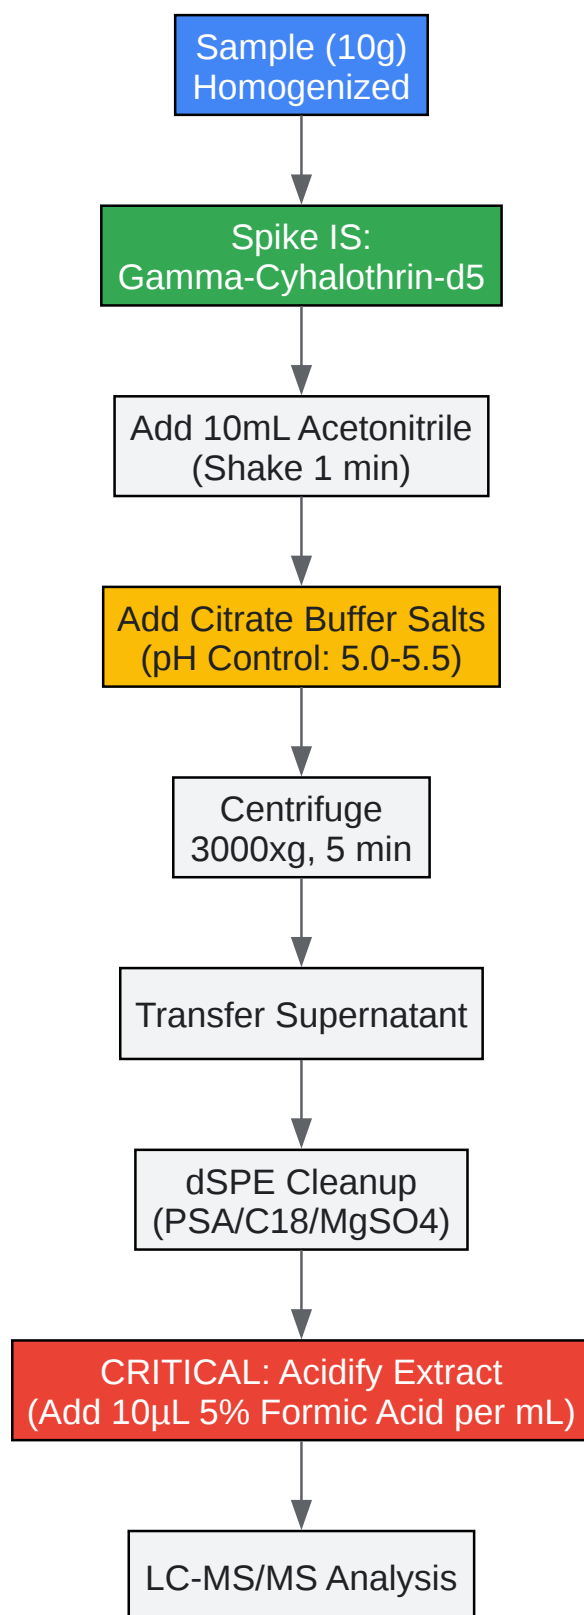 Sample (10g)
Homogenized
Spike IS:
Gamma-Cyhalothrin-d5
Add 10mL Acetonitrile
(Shake 1 min)
Add Citrate Buffer Salts
(pH Control: 5.0-5.5)
Centrifuge
3000xg, 5 min
Transfer Supernatant
dSPE Cleanup
(PSA/C18/MgSO4)
CRITICAL: Acidify Extract
(Add 10µL 5% Formic Acid per mL)
LC-MS/MS Analysis